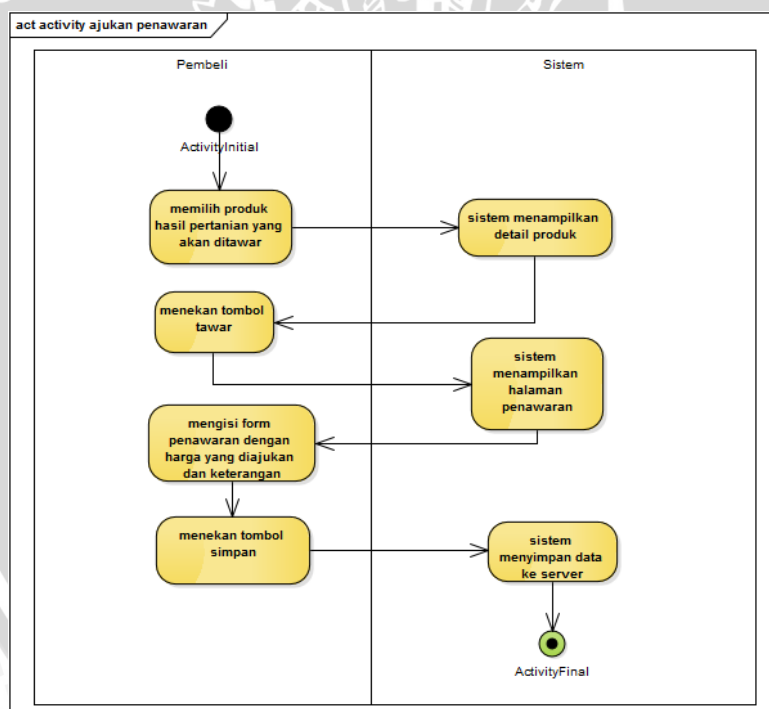 act activity ajukan penawaran
Pembeli
Sistem
ActivityInitial
memilih produk
hasil pertanian yang
akan ditawar
sistem menampilkan
detail produk
menekan tombol
tawar
sistem
menampilkan
halaman
penawaran
mengisi form
penawaran dengan
harga yang diajukan
dan keterangan
menekan tombol
simpan
sistem
menyimpan data
ke server
ActivityFinal